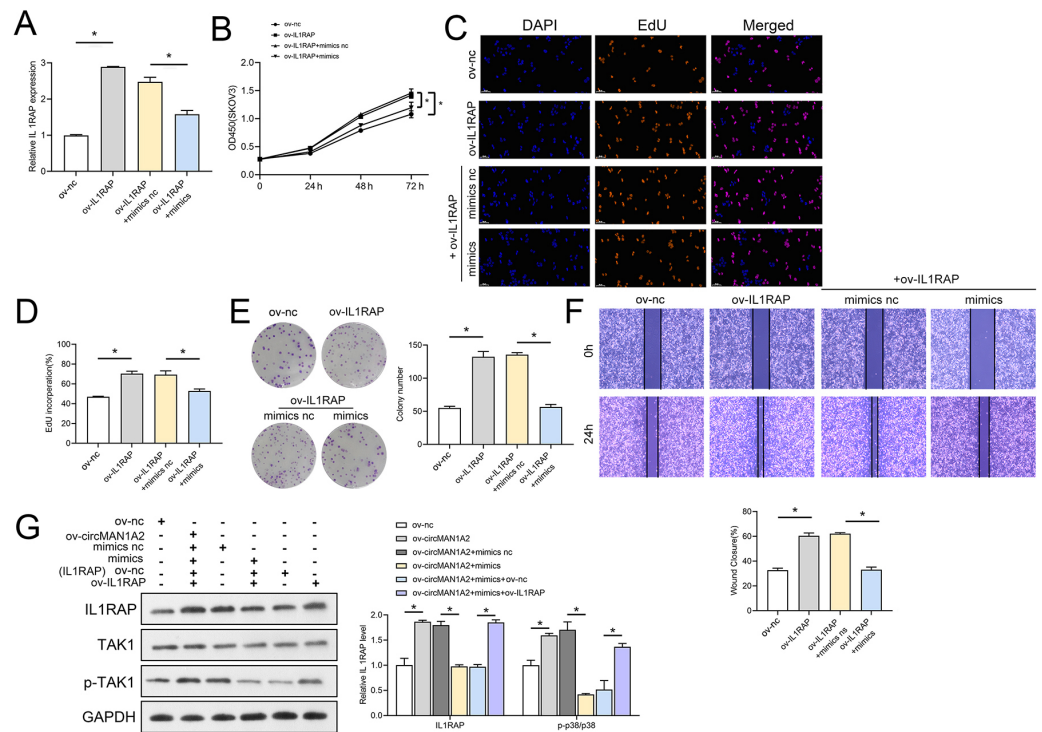 A
Relative IL 1RAP expression
0
1
2
3
*
*
ov-nc
ov-IL1RAP
ov-IL1RAP
+mimics nc
ov-IL1RAP
+mimics
B
ov-nc
ov-IL1RAP
ov-IL1RAP+mimics nc
ov-IL1RAP+mimics
OD450(SKOV3)
0.0
0.5
1.0
1.5
2.0
0
24 h
48 h
72 h
*
*
C
DAPI
EdU
Merged
ov-nc
ov-IL1RAP
mimics nc
mimics
+ ov-IL1RAP
D
EdU incorperation(%)
0
20
40
60
80
100
*
*
ov-nc
ov-IL1RAP
ov-IL1RAP
+mimics nc
ov-IL1RAP
+mimics
E
ov-nc
ov-IL1RAP
ov-IL1RAP
mimics nc
mimics
Colony number
0
50
100
150
200
*
*
ov-nc
ov-IL1RAP
ov-IL1RAP
+mimics nc
ov-IL1RAP
+mimics
F
+ov-IL1RAP
ov-nc
ov-IL1RAP
mimics nc
mimics
0h
24h
Wound Closure(%)
0
20
40
60
80
100
*
*
ov-nc
ov-IL1RAP
ov-IL1RAP
+mimics ns
ov-IL1RAP
+mimics
G
ov-nc + - - - - -
ov-circMAN1A2 - + - - - -
mimics nc - + + - - -
mimics - + - + - -
(IL1RAP) ov-nc - + - + + -
ov-IL1RAP - + - + - +
IL1RAP
TAK1
p-TAK1
GAPDH
ov-nc
ov-circMAN1A2
ov-circMAN1A2+mimics nc
ov-circMAN1A2+mimics
ov-circMAN1A2+mimics+ov-nc
ov-circMAN1A2+mimics+ov-IL1RAP
Relative IL 1RAP level
0.0
0.5
1.0
1.5
2.0
*
*
*
*
*
*
IL1RAP
p-p38/p38